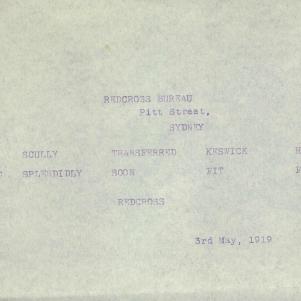 REDCROSS BUREAU
Pitt Street,
SYDNEY
SCULLY TRANSFERRED KESWICK
SPLENDIDLY SOON FIT
REDCROSS
3rd May, 1919